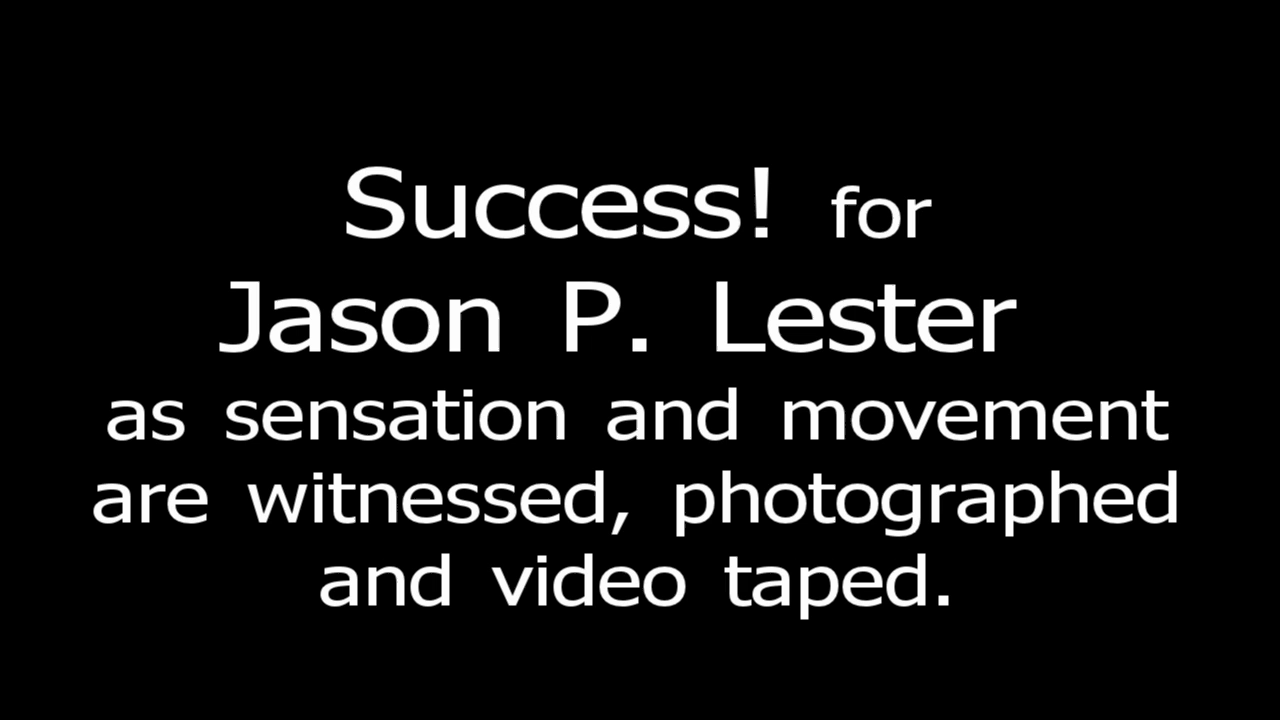 Success! for
Jason P. Lester
as sensation and movement
are witnessed, photographed
and video taped.